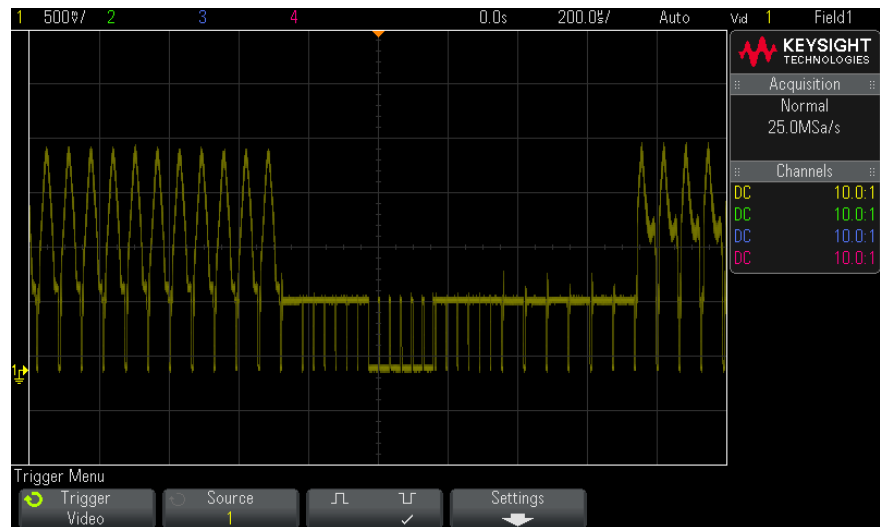 1 500㎷/ 2 3 4 0.0s 200.0㎲/ Auto Vid 1 Field1
KEYSIGHT
TECHNOLOGIES
Acquisition
Normal
25.0MSa/s
Channels
DC 10.0:1
DC 10.0:1
DC 10.0:1
DC 10.0:1
1
Trigger Menu
Trigger
Video
Source
1
Settings